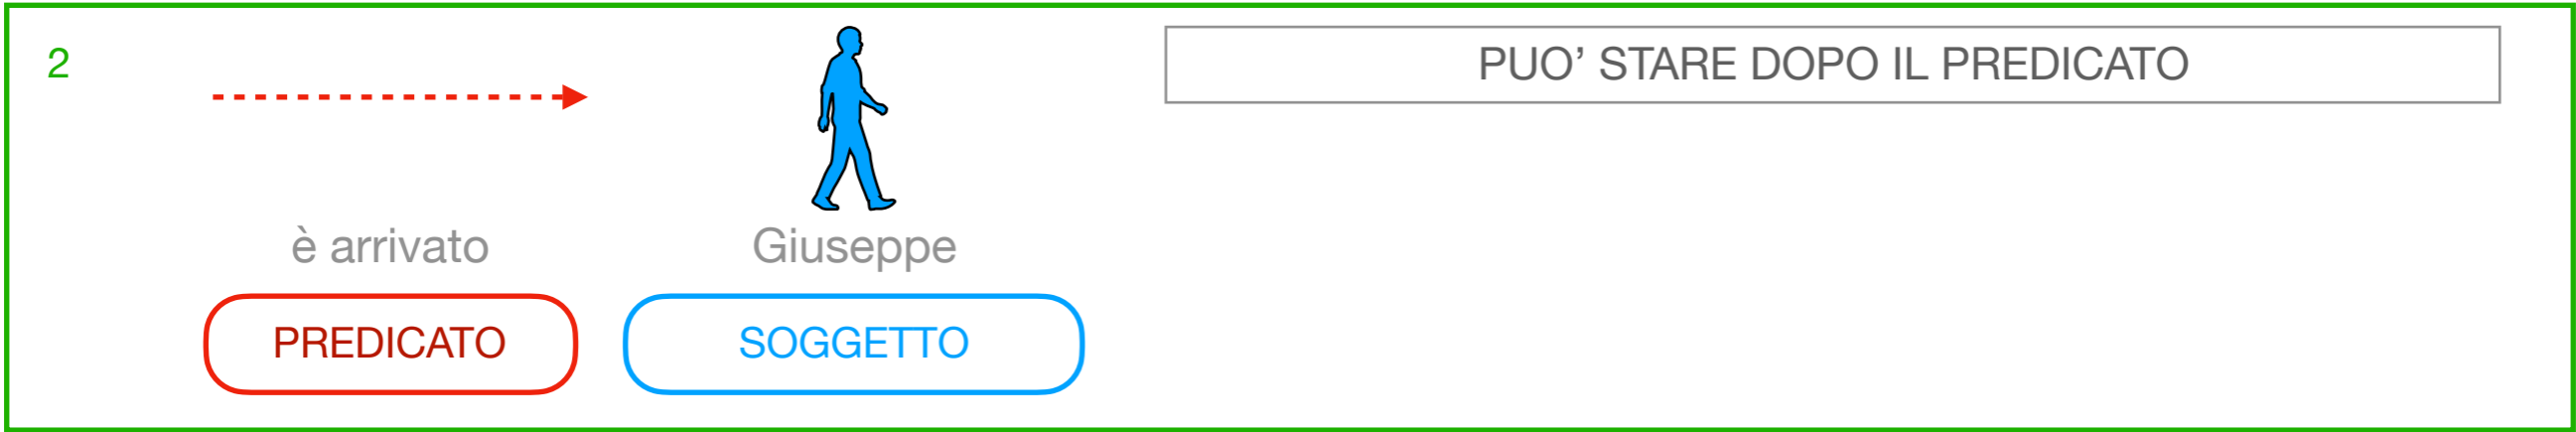 2
PUO’ STARE DOPO IL PREDICATO
è arrivato
Giuseppe
PREDICATO
SOGGETTO